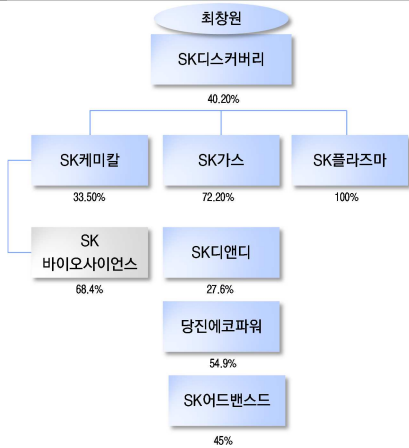 최창원
SK디스커버리
40.20%
SK케미칼
SK가스
SK플라즈마
33.50%
72.20%
100%
SK
바이오사이언스
SK디앤디
68.4%
27.6%
당진에코파워
54.9%
SK어드밴스드
45%